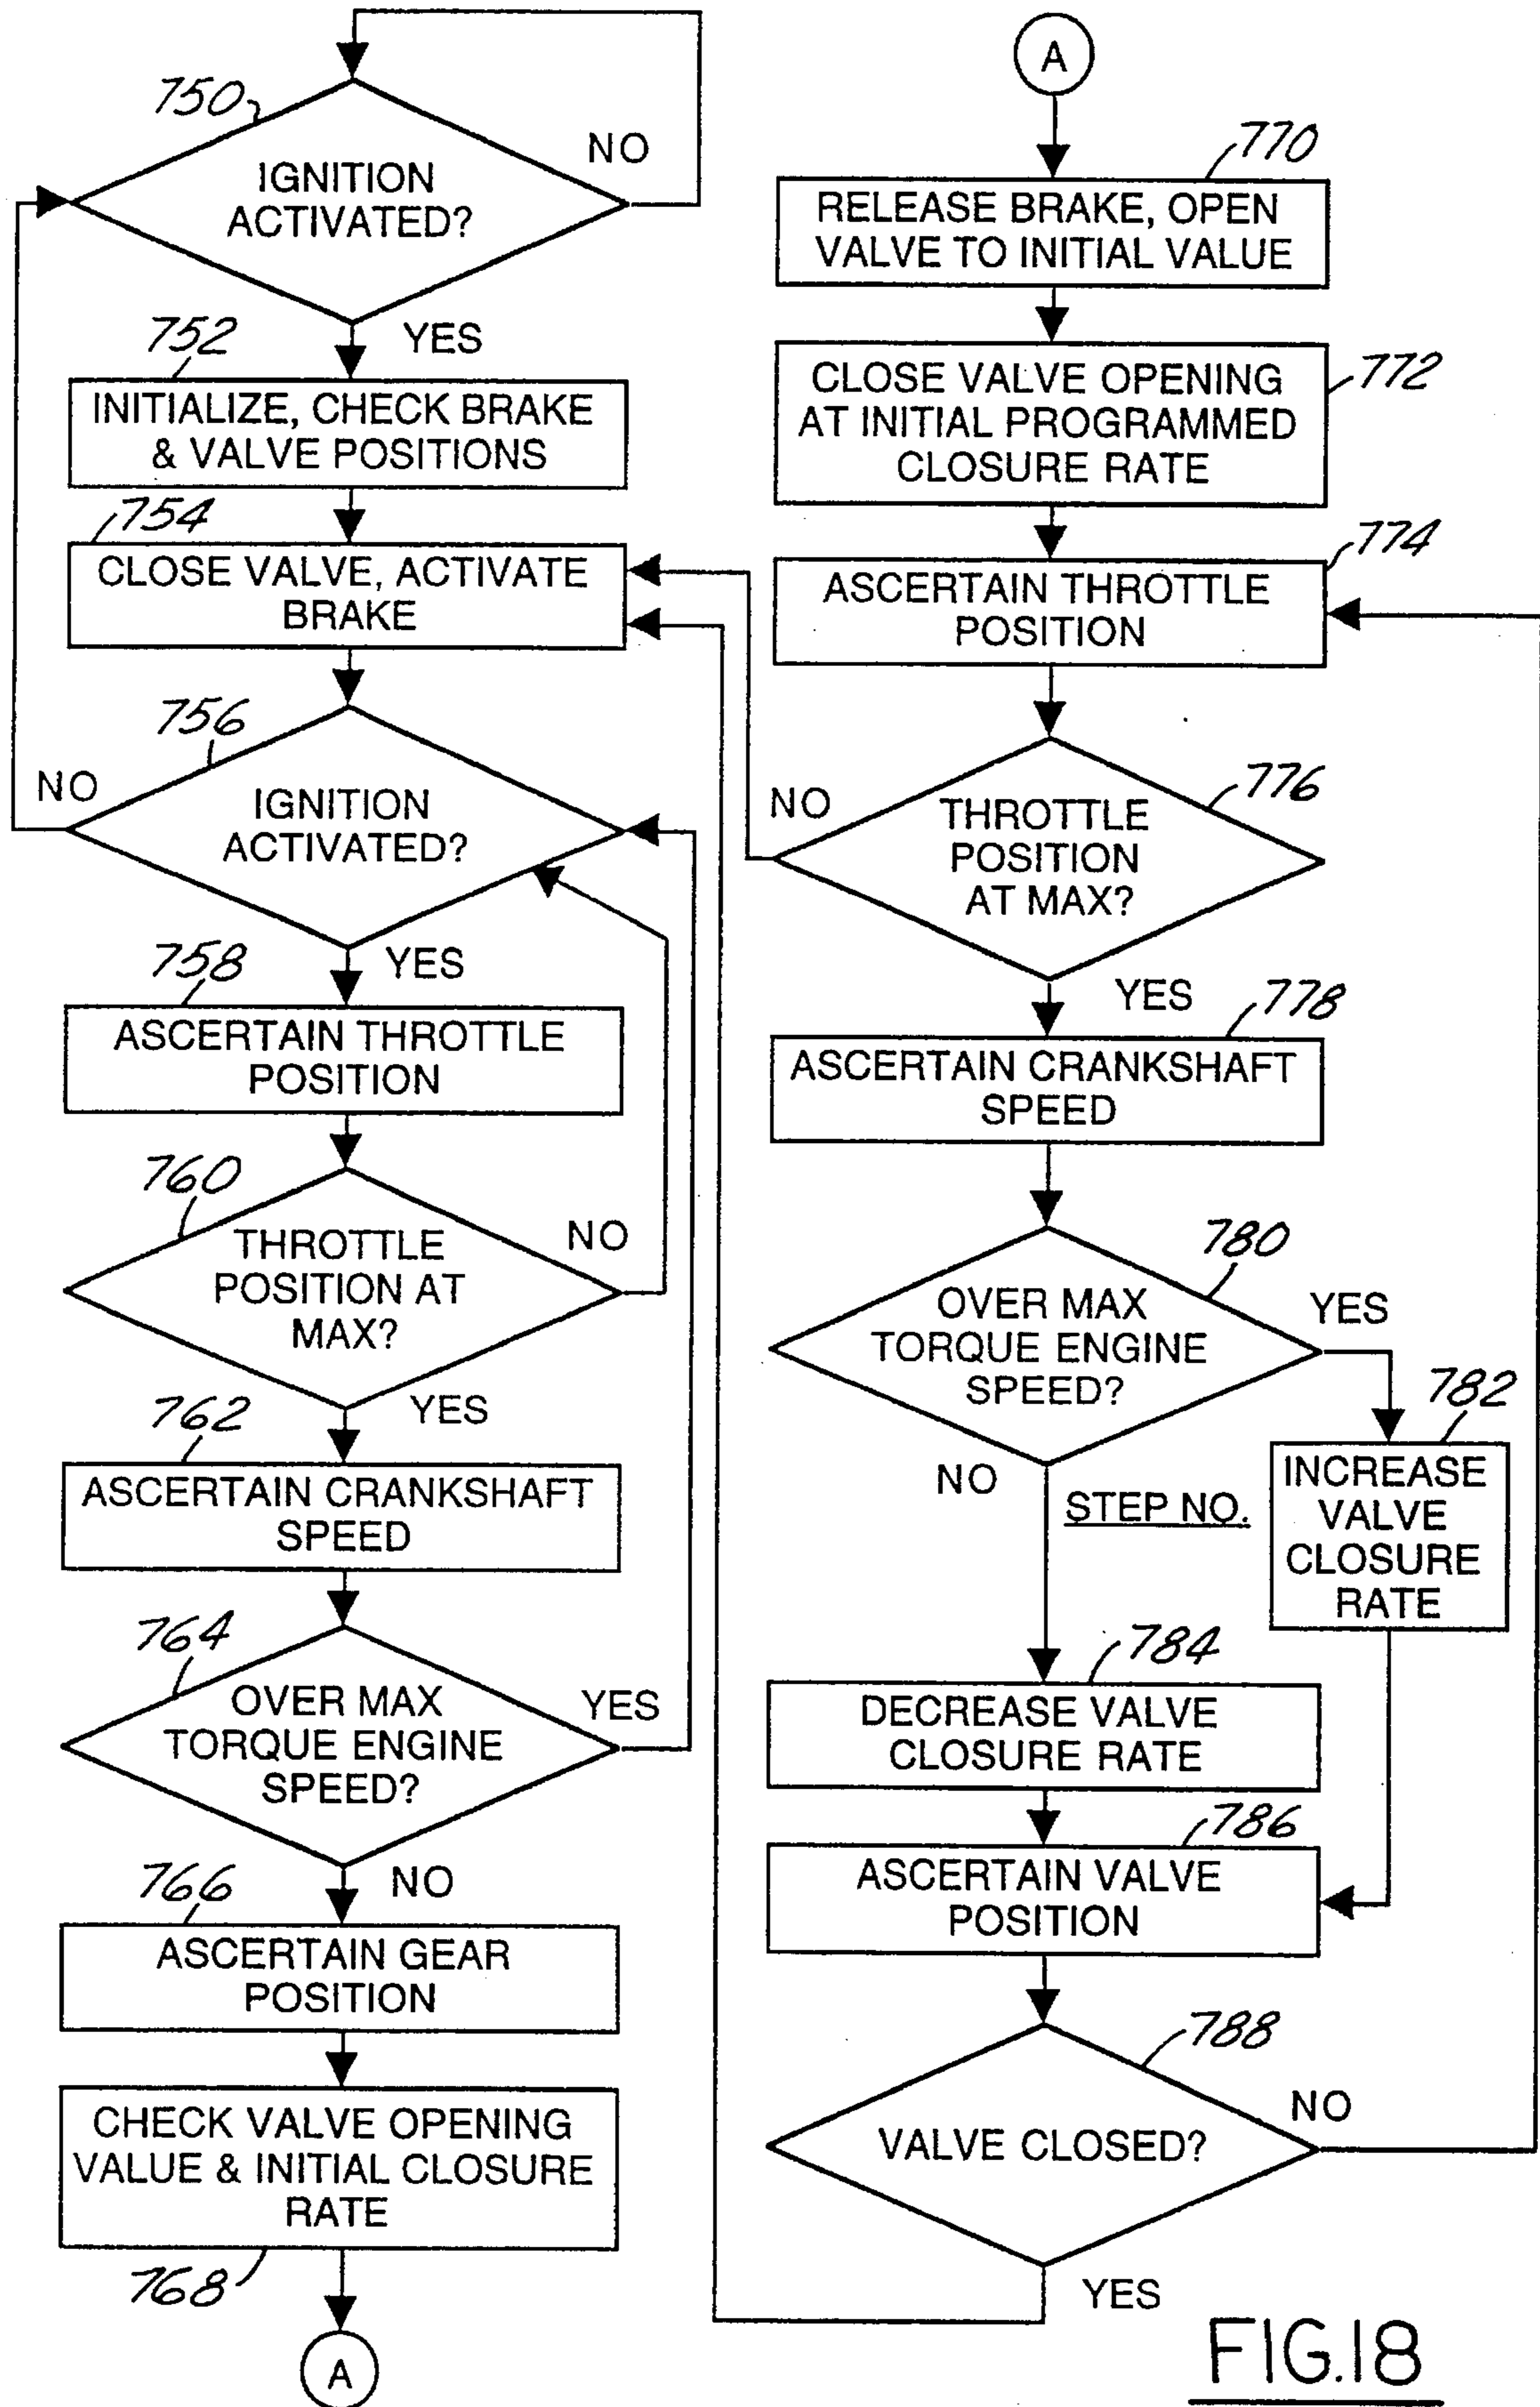 750
IGNITION
ACTIVATED?
NO
YES
752
INITIALIZE, CHECK BRAKE
& VALVE POSITIONS
754
CLOSE VALVE, ACTIVATE
BRAKE
756
NO
IGNITION
ACTIVATED?
YES
758
ASCERTAIN THROTTLE
POSITION
760
THROTTLE
POSITION AT
MAX?
NO
YES
762
ASCERTAIN CRANKSHAFT
SPEED
764
OVER MAX
TORQUE ENGINE
SPEED?
YES
NO
766
ASCERTAIN GEAR
POSITION
CHECK VALVE OPENING
VALUE & INITIAL CLOSURE
RATE
768
A
A
770
RELEASE BRAKE, OPEN
VALVE TO INITIAL VALUE
CLOSE VALVE OPENING
AT INITIAL PROGRAMMED
CLOSURE RATE
772
774
ASCERTAIN THROTTLE
POSITION
776
NO
THROTTLE
POSITION
AT MAX?
YES
778
ASCERTAIN CRANKSHAFT
SPEED
780
OVER MAX
TORQUE ENGINE
SPEED?
YES
782
INCREASE
VALVE
CLOSURE
RATE
NO
STEP NO.
784
DECREASE VALVE
CLOSURE RATE
786
ASCERTAIN VALVE
POSITION
788
VALVE CLOSED?
NO
YES
FIG.18